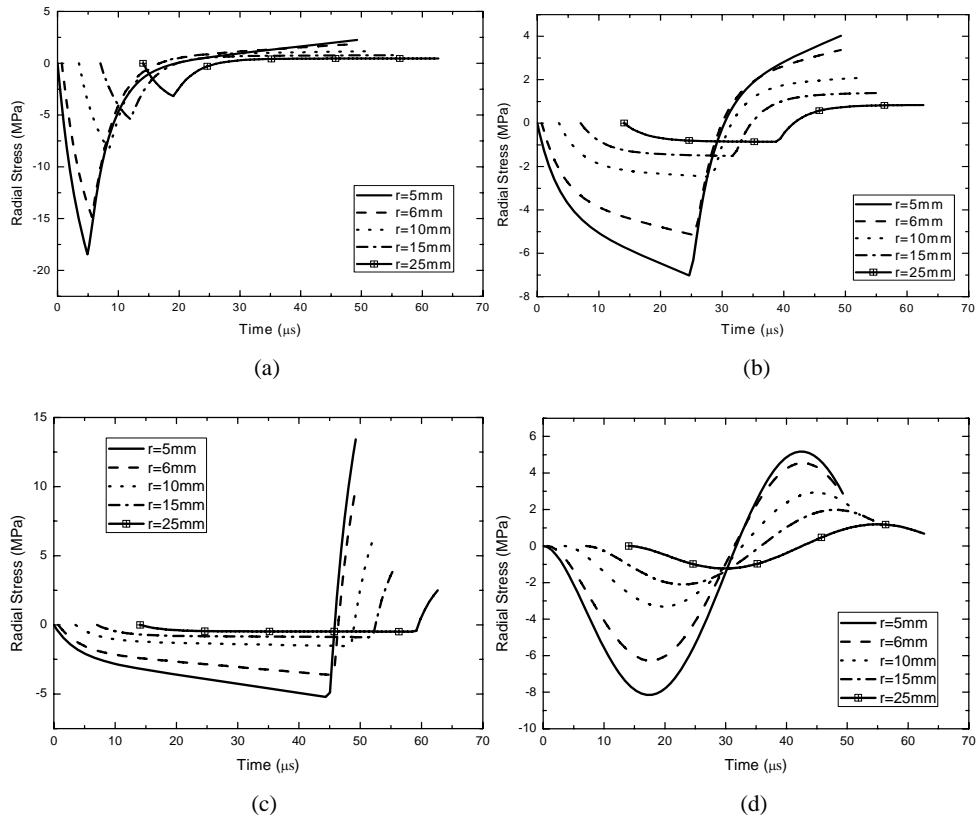 0
-5
-10
-15
-20
Radial Stress (MPa)
r=5mm
r=6mm
r=10mm
r=15mm
r=25mm
0 10 20 30 40 50 60 70
Time (μs)
(a)
4
2
0
-2
-4
-6
-8
Radial Stress (MPa)
r=5mm
r=6mm
r=10mm
r=15mm
r=25mm
0 10 20 30 40 50 60 70
Time (μs)
(b)
15
10
5
0
-5
Radial Stress (MPa)
r=5mm
r=6mm
r=10mm
r=15mm
r=25mm
0 10 20 30 40 50 60 70
Time (μs)
(c)
6
4
2
0
-2
-4
-6
-8
-10
Radial Stress (MPa)
r=5mm
r=6mm
r=10mm
r=15mm
r=25mm
0 10 20 30 40 50 60 70
Time (μs)
(d)